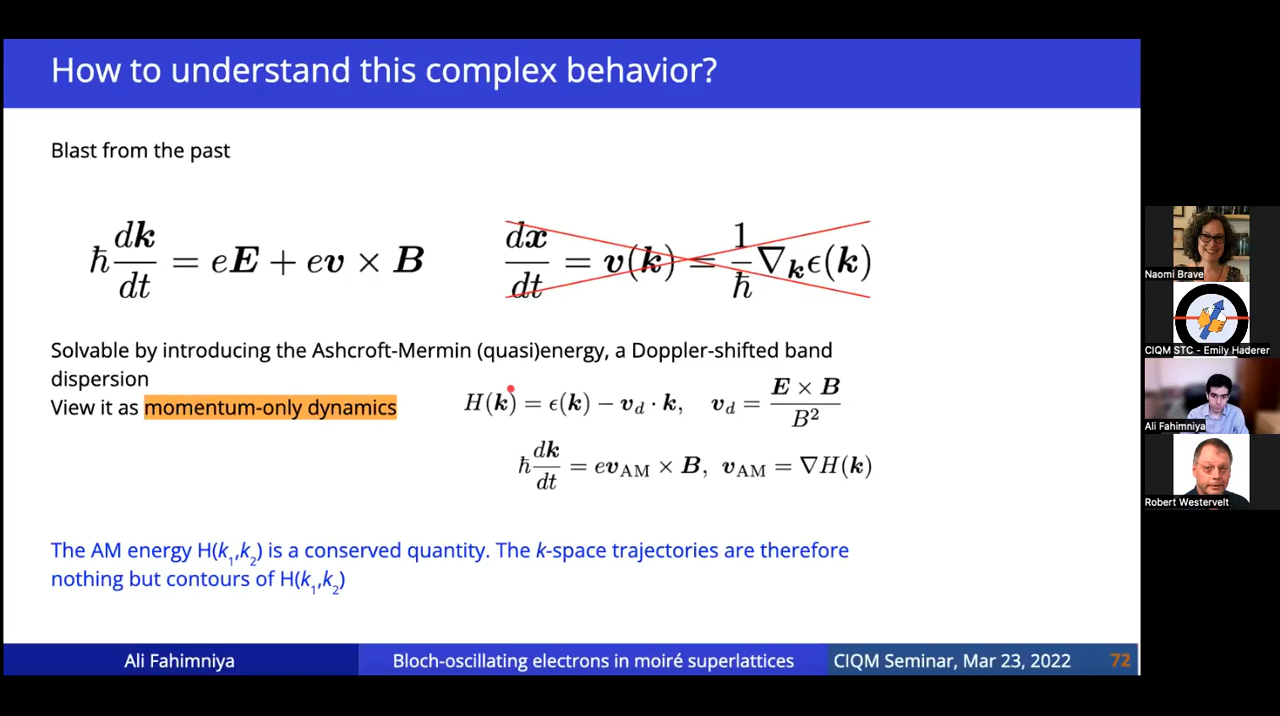 How to understand this complex behavior?
Blast from the past
ħ dk/dt = eE + ev × B
dx/dt = v(k) = 1/ħ ∇ₖϵ(k)
Solvable by introducing the Ashcroft-Mermin (quasi)energy, a Doppler-shifted band
dispersion
View it as momentum-only dynamics
H(k) = ϵ(k) − v_d · k, v_d = E × B / B²
ħ dk/dt = ev_AM × B, v_AM = ∇H(k)
The AM energy H(k₁,k₂) is a conserved quantity. The k-space trajectories are therefore
nothing but contours of H(k₁,k₂)
Ali Fahimniya
Bloch-oscillating electrons in moiré superlattices
CIQM Seminar, Mar 23, 2022
72
Naomi Brave
CIQM STC - Emily Haderer
Ali Fahimniya
Robert Westervelt